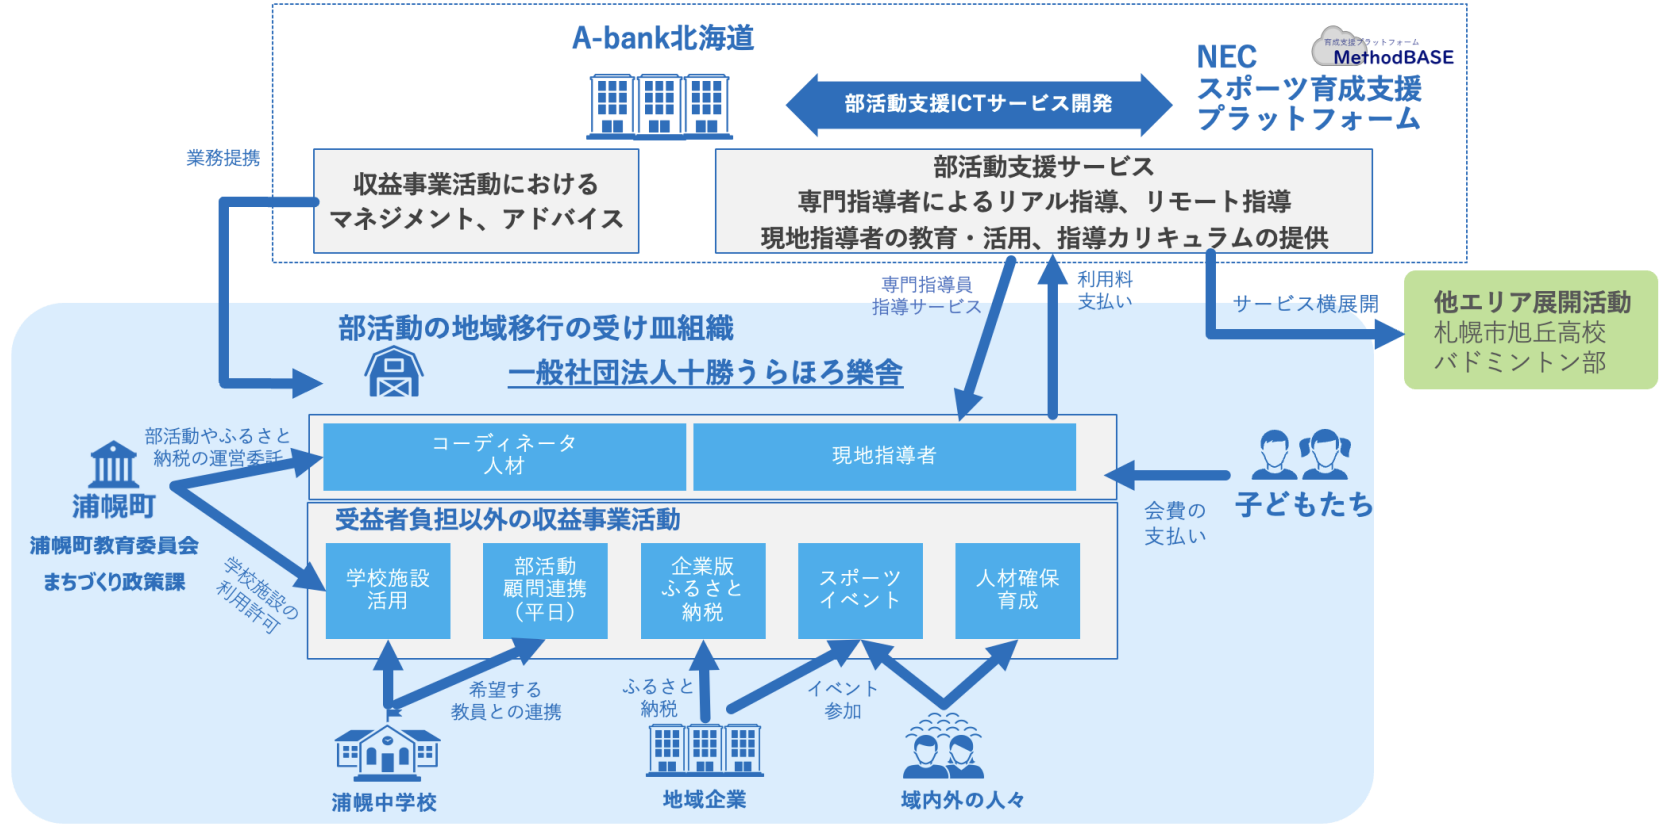 A-bank北海道
部活動支援ICTサービス開発
NEC
スポーツ育成支援
プラットフォーム
育成支援プラットフォーム
MethodBASE
業務提携
収益事業活動における
マネジメント、アドバイス
部活動支援サービス
専門指導者によるリアル指導、リモート指導
現地指導者の教育・活用、指導カリキュラムの提供
専門指導員
指導サービス
利用料
支払い
サービス横展開
他エリア展開活動
札幌市旭丘高校
バドミントン部
部活動の地域移行の受け皿組織
一般社団法人十勝うらほろ樂舎
部活動やふるさと
納税の運営委託
コーディネータ
人材
現地指導者
浦幌町
浦幌町教育委員会
まちづくり政策課
学校施設の
利用許可
子どもたち
会費の
支払い
受益者負担以外の収益事業活動
学校施設
活用
部活動
顧問連携
（平日）
企業版
ふるさと
納税
スポーツ
イベント
人材確保
育成
希望する
教員との連携
ふるさと
納税
イベント
参加
浦幌中学校
地域企業
域内外の人々